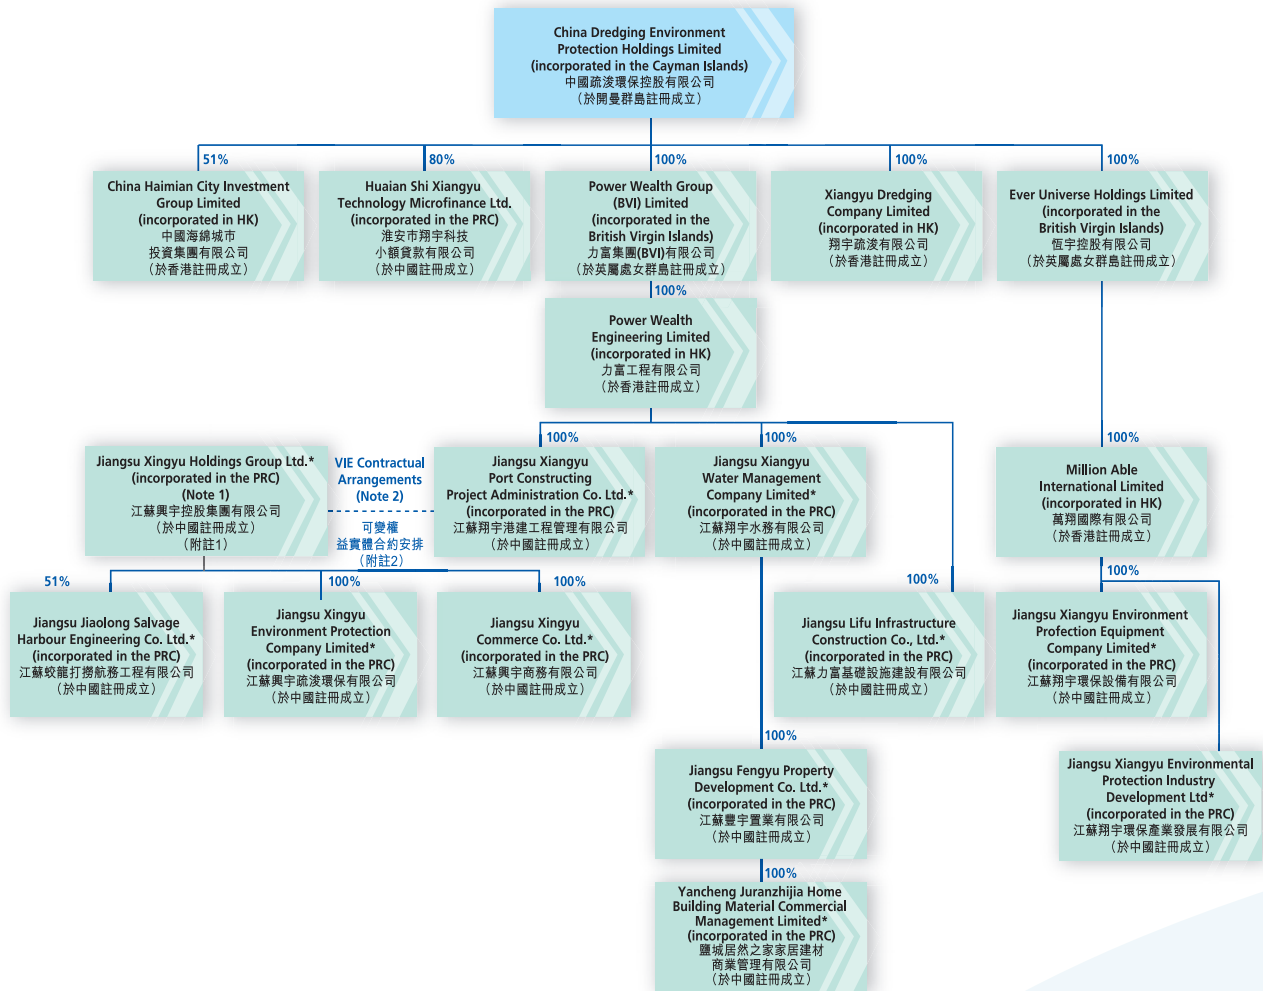 China Dredging Environment
Protection Holdings Limited
(incorporated in the Cayman Islands)
中國疏浚環保控股有限公司
（於開曼群島註冊成立）
51%
80%
100%
100%
100%
China Haimian City Investment
Group Limited
(incorporated in HK)
中國海綿城市
投資集團有限公司
（於香港註冊成立）
Huaian Shi Xiangyu
Technology Microfinance Ltd.
(incorporated in the PRC)
淮安市翔宇科技
小額貸款有限公司
（於中國註冊成立）
Power Wealth Group
(BVI) Limited
(incorporated in the
British Virgin Islands)
力富集團(BVI)有限公司
（於英屬處女群島註冊成立）
Xiangyu Dredging
Company Limited
(incorporated in HK)
翔宇疏浚有限公司
（於香港註冊成立）
Ever Universe Holdings Limited
(incorporated in the
British Virgin Islands)
恆宇控股有限公司
（於英屬處女群島註冊成立）
100%
Power Wealth
Engineering Limited
(incorporated in HK)
力富工程有限公司
（於香港註冊成立）
100%
100%
100%
Jiangsu Xingyu Holdings Group Ltd.*
(incorporated in the PRC)
(Note 1)
江蘇興宇控股集團有限公司
（於中國註冊成立）
（附註1）
VIE Contractual
Arrangements
(Note 2)
可變權
益實體合約安排
（附註2）
Jiangsu Xiangyu
Port Constructing
Project Administration Co. Ltd.*
(incorporated in the PRC)
江蘇翔宇港建工程管理有限公司
（於中國註冊成立）
Jiangsu Xiangyu
Water Management
Company Limited*
(incorporated in the PRC)
江蘇翔宇水務有限公司
（於中國註冊成立）
Million Able
International Limited
(incorporated in HK)
萬翔國際有限公司
（於香港註冊成立）
51%
100%
100%
100%
100%
Jiangsu Jiaolong Salvage
Harbour Engineering Co. Ltd.*
(incorporated in the PRC)
江蘇蛟龍打撈航務工程有限公司
（於中國註冊成立）
Jiangsu Xingyu
Environment Protection
Company Limited*
(incorporated in the PRC)
江蘇興宇疏浚環保有限公司
（於中國註冊成立）
Jiangsu Xingyu
Commerce Co. Ltd.*
(incorporated in the PRC)
江蘇興宇商務有限公司
（於中國註冊成立）
Jiangsu Lifu Infrastructure
Construction Co., Ltd.*
(incorporated in the PRC)
江蘇力富基礎設施建設有限公司
（於中國註冊成立）
Jiangsu Xiangyu Environment
Profection Equipment
Company Limited*
(incorporated in the PRC)
江蘇翔宇環保設備有限公司
（於中國註冊成立）
100%
Jiangsu Fengyu Property
Development Co. Ltd.*
(incorporated in the PRC)
江蘇豐宇置業有限公司
（於中國註冊成立）
Jiangsu Xiangyu Environmental
Protection Industry
Development Ltd*
(incorporated in the PRC)
江蘇翔宇環保產業發展有限公司
（於中國註冊成立）
100%
Yancheng Juranzhijia Home
Building Material Commercial
Management Limited*
(incorporated in the PRC)
鹽城居然之家家居建材
商業管理有限公司
（於中國註冊成立）